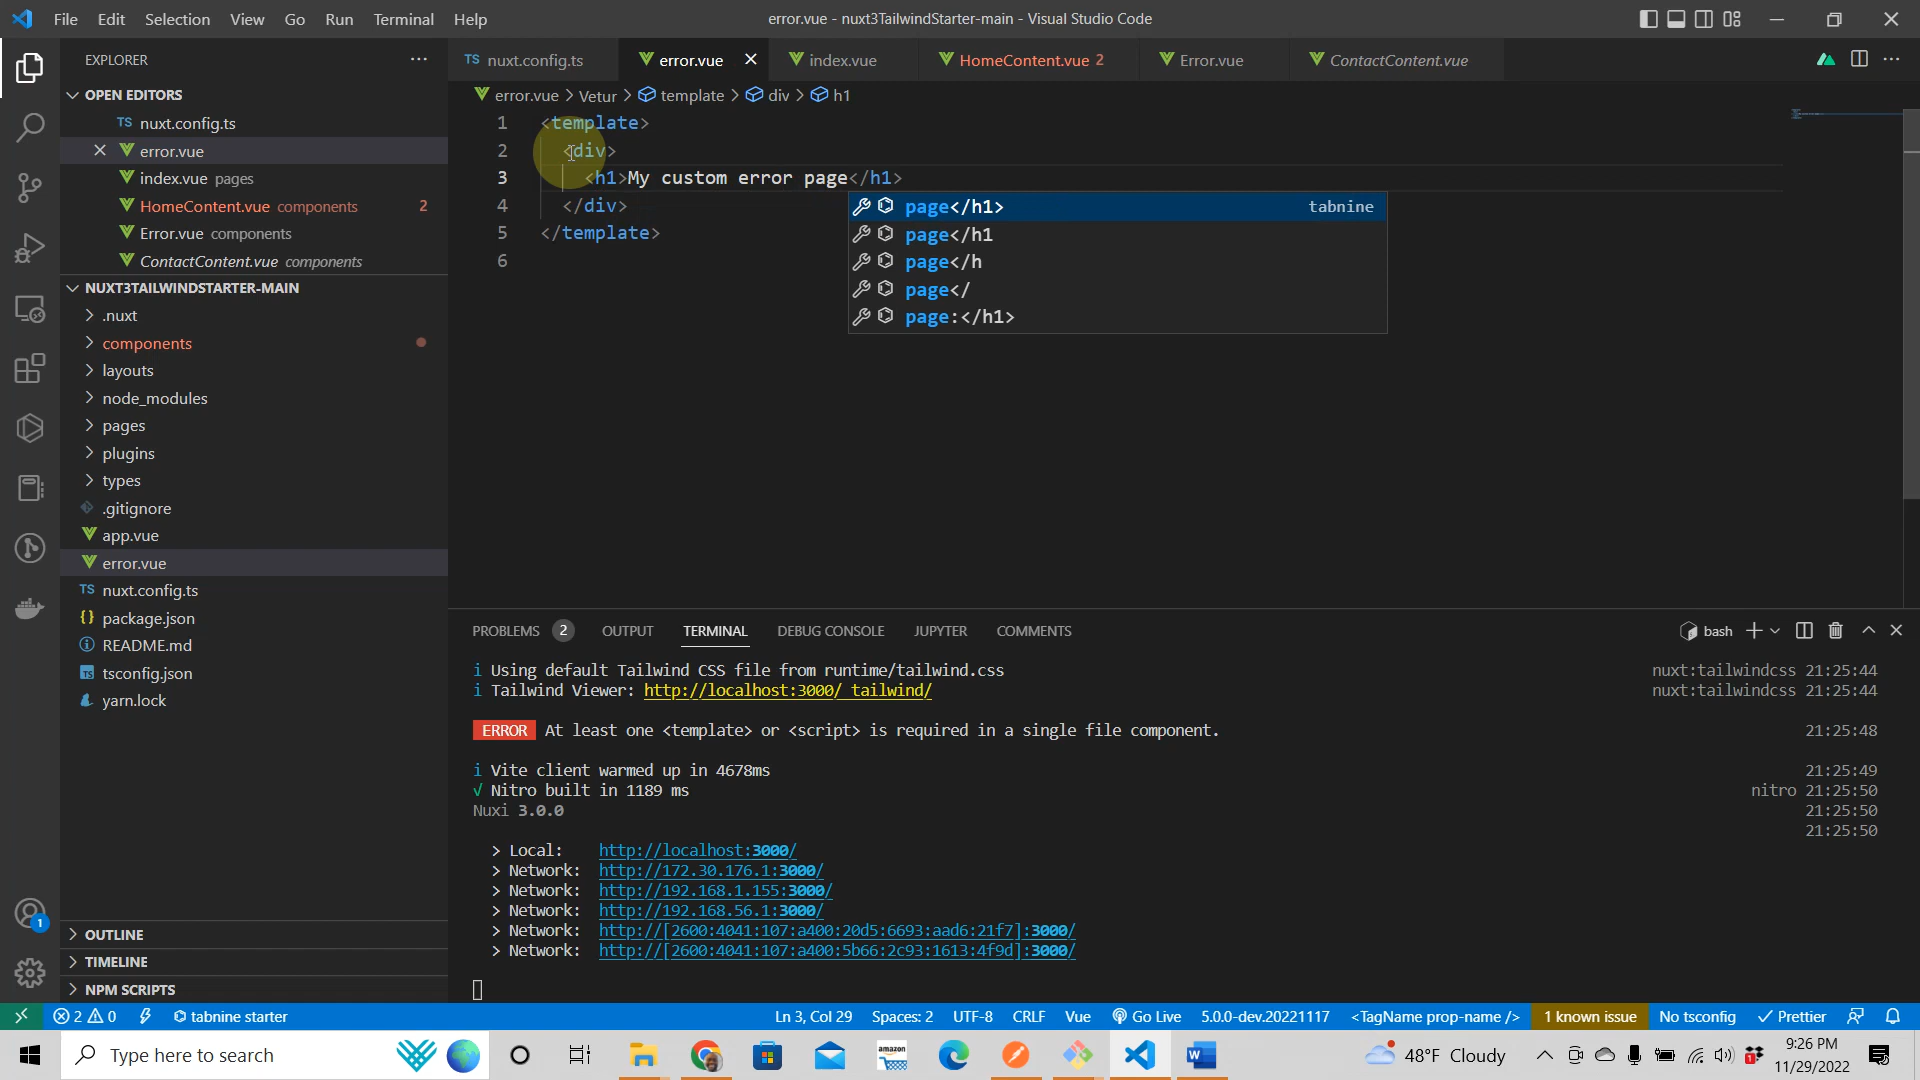 File Edit Selection View Go Run Terminal Help
error.vue - nuxt3TailwindStarter-main - Visual Studio Code
EXPLORER
OPEN EDITORS
TS nuxt.config.ts
error.vue
index.vue pages
HomeContent.vue components 2
Error.vue components
ContactContent.vue components
NUXT3TAILWINDSTARTER-MAIN
.nuxt
components
layouts
node_modules
pages
plugins
types
.gitignore
app.vue
error.vue
TS nuxt.config.ts
{} package.json
README.md
tsconfig.json
yarn.lock
OUTLINE
TIMELINE
NPM SCRIPTS
TS nuxt.config.ts error.vue index.vue HomeContent.vue 2 Error.vue ContactContent.vue
error.vue > Vetur > template > div > h1
1 <template>
2 <div>
3 <h1>My custom error page</h1>
4 </div>
5 </template>
6
page</h1> tabnine
page</h1
page</h
page</
page:</h1>
PROBLEMS 2 OUTPUT TERMINAL DEBUG CONSOLE JUPYTER COMMENTS
bash
i Using default Tailwind CSS file from runtime/tailwind.css nuxt:tailwindcss 21:25:44
i Tailwind Viewer: http://localhost:3000/_tailwind/ nuxt:tailwindcss 21:25:44
ERROR At least one <template> or <script> is required in a single file component. 21:25:48
i Vite client warmed up in 4678ms 21:25:49
√ Nitro built in 1189 ms nitro 21:25:50
Nuxi 3.0.0 21:25:50
21:25:50
> Local: http://localhost:3000/
> Network: http://172.30.176.1:3000/
> Network: http://192.168.1.155:3000/
> Network: http://192.168.56.1:3000/
> Network: http://[2600:4041:107:a400:20d5:6693:aad6:21f7]:3000/
> Network: http://[2600:4041:107:a400:5b66:2c93:1613:4f9d]:3000/
1
2 0 tabnine starter Ln 3, Col 29 Spaces: 2 UTF-8 CRLF Vue Go Live 5.0.0-dev.20221117 <TagName prop-name /> 1 known issue No tsconfig Prettier
Type here to search
amazon
W
48°F Cloudy
9:26 PM
11/29/2022